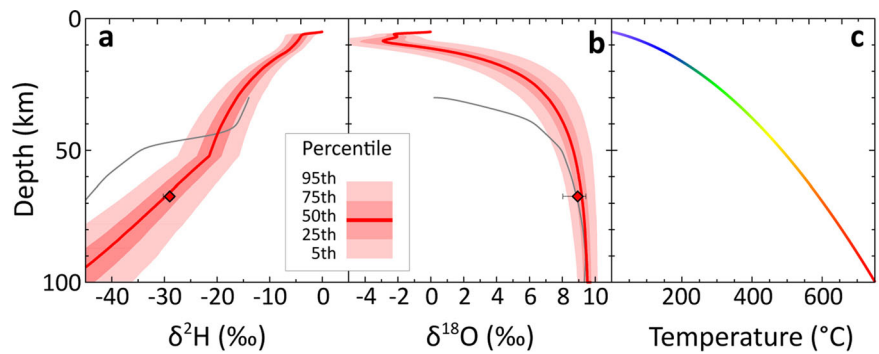 0
50
100
Depth (km)
a
b
c
Percentile
95th
75th
50th
25th
5th
-40 -30 -20 -10 0
-4 -2 0 2 4 6 8 10
200 400 600
δ²H (‰)
δ¹⁸O (‰)
Temperature (°C)